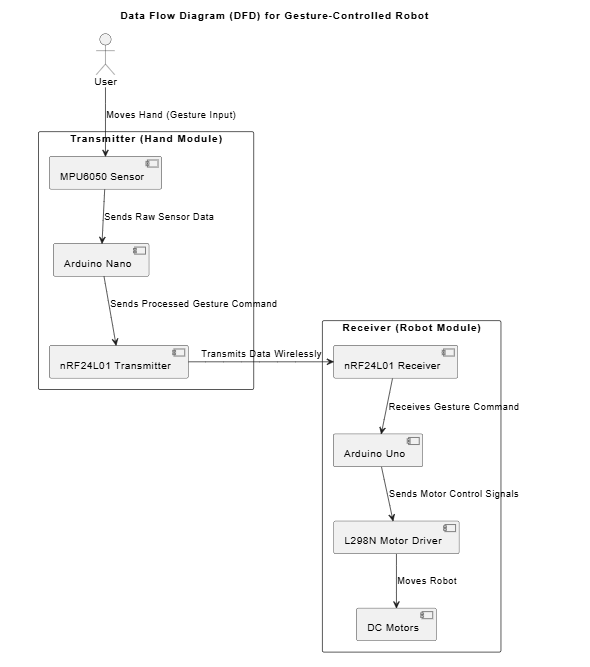 Data Flow Diagram (DFD) for Gesture-Controlled Robot
User
Moves Hand (Gesture Input)
Transmitter (Hand Module)
MPU6050 Sensor
Sends Raw Sensor Data
Arduino Nano
Sends Processed Gesture Command
nRF24L01 Transmitter
Transmits Data Wirelessly
Receiver (Robot Module)
nRF24L01 Receiver
Receives Gesture Command
Arduino Uno
Sends Motor Control Signals
L298N Motor Driver
Moves Robot
DC Motors